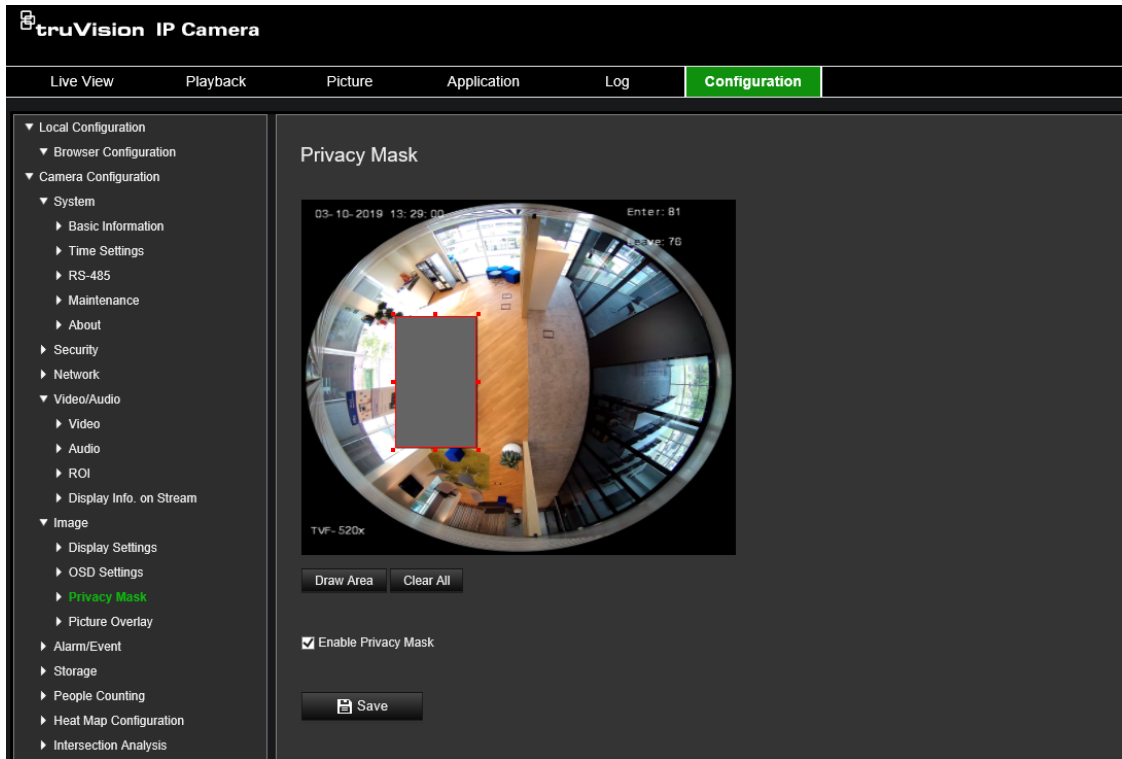 truVision IP Camera
Live View Playback Picture Application Log Configuration
Local Configuration
Browser Configuration
Camera Configuration
System
Basic Information
Time Settings
RS-485
Maintenance
About
Security
Network
Video/Audio
Video
Audio
ROI
Display Info. on Stream
Image
Display Settings
OSD Settings
Privacy Mask
Picture Overlay
Alarm/Event
Storage
People Counting
Heat Map Configuration
Intersection Analysis
Privacy Mask
03-10-2019 13:29:00
Enter:81
Leave:76
TVF-520x
Draw Area Clear All
Enable Privacy Mask
Save